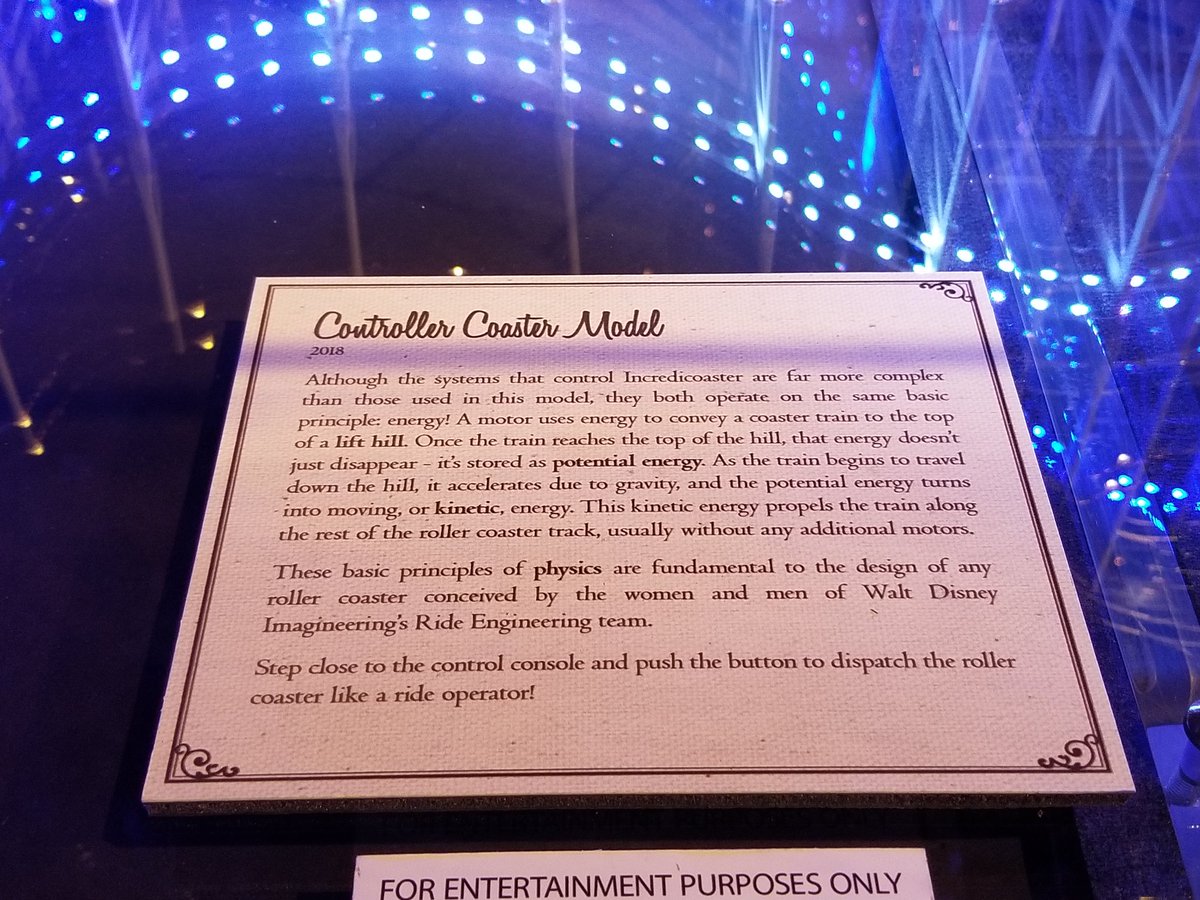 Controller Coaster Model
2018
Although the systems that control Incredicoaster are far more complex
than those used in this model, they both operate on the same basic
principle: energy! A motor uses energy to convey a coaster train to the top
of a lift hill. Once the train reaches the top of the hill, that energy doesn't
just disappear - it's stored as potential energy. As the train begins to travel
down the hill, it accelerates due to gravity, and the potential energy turns
into moving, or kinetic, energy. This kinetic energy propels the train along
the rest of the roller coaster track, usually without any additional motors.
These basic principles of physics are fundamental to the design of any
roller coaster conceived by the women and men of Walt Disney
Imagineering's Ride Engineering team.
Step close to the control console and push the button to dispatch the roller
coaster like a ride operator!
FOR ENTERTAINMENT PURPOSES ONLY